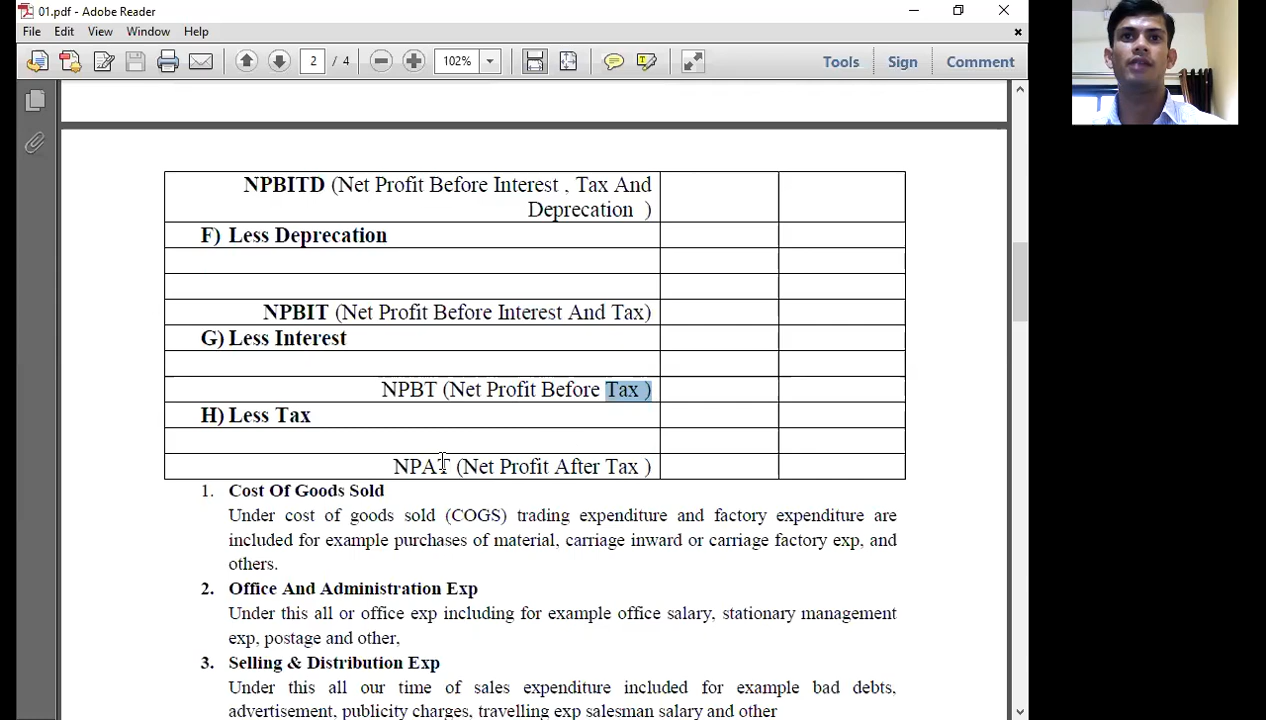 01.pdf - Adobe Reader
File Edit View Window Help
2 / 4 102% Tools Sign Comment
NPBITD (Net Profit Before Interest , Tax And
Deprecation )
F) Less Deprecation
NPBIT (Net Profit Before Interest And Tax)
G) Less Interest
NPBT (Net Profit Before Tax )
H) Less Tax
NPAT (Net Profit After Tax )
1. Cost Of Goods Sold
Under cost of goods sold (COGS) trading expenditure and factory expenditure are
included for example purchases of material, carriage inward or carriage factory exp, and
others.
2. Office And Administration Exp
Under this all or office exp including for example office salary, stationary management
exp, postage and other,
3. Selling & Distribution Exp
Under this all our time of sales expenditure included for example bad debts,
advertisement, publicity charges, travelling exp salesman salary and other